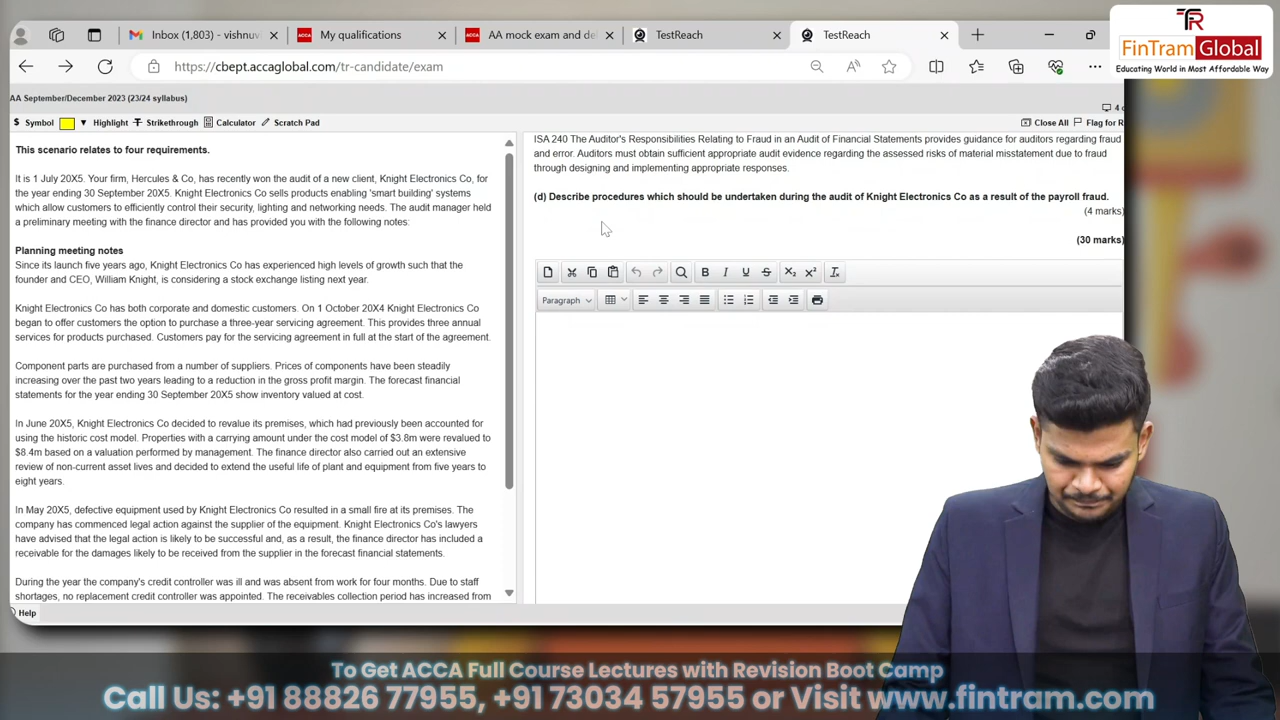 Inbox (1,803) - vishnuv
My qualifications
AA mock exam and de
TestReach
TestReach
FinTram Global
Educating World in Most Affordable Way
https://cbept.accaglobal.com/tr-candidate/exam
AA September/December 2023 (23/24 syllabus)
Symbol Highlight Strikethrough Calculator Scratch Pad
Close All Flag for R
This scenario relates to four requirements.
It is 1 July 20X5. Your firm, Hercules & Co, has recently won the audit of a new client, Knight Electronics Co, for
the year ending 30 September 20X5. Knight Electronics Co sells products enabling 'smart building' systems
which allow customers to efficiently control their security, lighting and networking needs. The audit manager held
a preliminary meeting with the finance director and has provided you with the following notes:
Planning meeting notes
Since its launch five years ago, Knight Electronics Co has experienced high levels of growth such that the
founder and CEO, William Knight, is considering a stock exchange listing next year.
Knight Electronics Co has both corporate and domestic customers. On 1 October 20X4 Knight Electronics Co
began to offer customers the option to purchase a three-year servicing agreement. This provides three annual
services for products purchased. Customers pay for the servicing agreement in full at the start of the agreement.
Component parts are purchased from a number of suppliers. Prices of components have been steadily
increasing over the past two years leading to a reduction in the gross profit margin. The forecast financial
statements for the year ending 30 September 20X5 show inventory valued at cost.
In June 20X5, Knight Electronics Co decided to revalue its premises, which had previously been accounted for
using the historic cost model. Properties with a carrying amount under the cost model of $3.8m were revalued to
$8.4m based on a valuation performed by management. The finance director also carried out an extensive
review of non-current asset lives and decided to extend the useful life of plant and equipment from five years to
eight years.
In May 20X5, defective equipment used by Knight Electronics Co resulted in a small fire at its premises. The
company has commenced legal action against the supplier of the equipment. Knight Electronics Co's lawyers
have advised that the legal action is likely to be successful and, as a result, the finance director has included a
receivable for the damages likely to be received from the supplier in the forecast financial statements.
During the year the company's credit controller was ill and was absent from work for four months. Due to staff
shortages, no replacement credit controller was appointed. The receivables collection period has increased from
Help
ISA 240 The Auditor's Responsibilities Relating to Fraud in an Audit of Financial Statements provides guidance for auditors regarding fraud
and error. Auditors must obtain sufficient appropriate audit evidence regarding the assessed risks of material misstatement due to fraud
through designing and implementing appropriate responses.
(d) Describe procedures which should be undertaken during the audit of Knight Electronics Co as a result of the payroll fraud.
(4 marks)
(30 marks)
Paragraph
To Get ACCA Full Course Lectures with Revision Boot Camp
Call Us: +91 88826 77955, +91 73034 57955 or Visit www.fintram.com